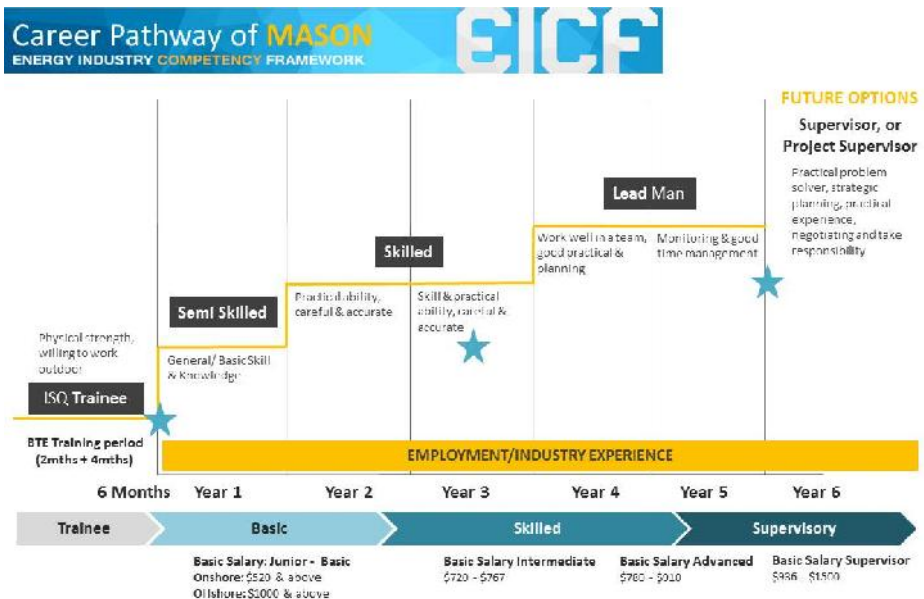 Career Pathway of MASON
ENERGY INDUSTRY COMPETENCY FRAMEWORK
EICF
FUTURE OPTIONS
Supervisor, or
Project Supervisor
Practical problem
solver, strategic
planning, practical
experience,
negotiating and take
responsibility
Lead Man
Work well in a team,
good practical &
planning
Monitoring & good
time management
Skilled
Practical ability,
careful & accurate
Skill & practical
ability, careful &
accurate
Semi Skilled
General/ Basic Skill
& Knowledge
Physical strength,
willing to work
outdoor
ISQ Trainee
BTE Training period
(2mths + 4mths)
EMPLOYMENT/INDUSTRY EXPERIENCE
6 Months Year 1 Year 2 Year 3 Year 4 Year 5 Year 6
Trainee Basic Skilled Supervisory
Basic Salary: Junior - Basic
Onshore: $520 & above
Offshore: $1000 & above
Basic Salary Intermediate
$720 - $767
Basic Salary Advanced
Basic Salary Supervisor
$936 - $1500